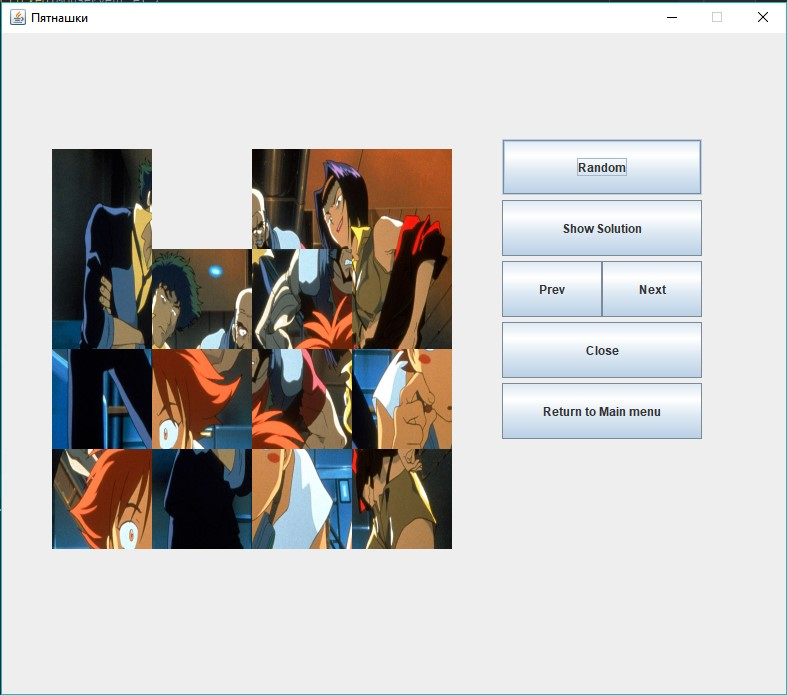 Пятнашки
Random
Show Solution
Prev
Next
Close
Return to Main menu